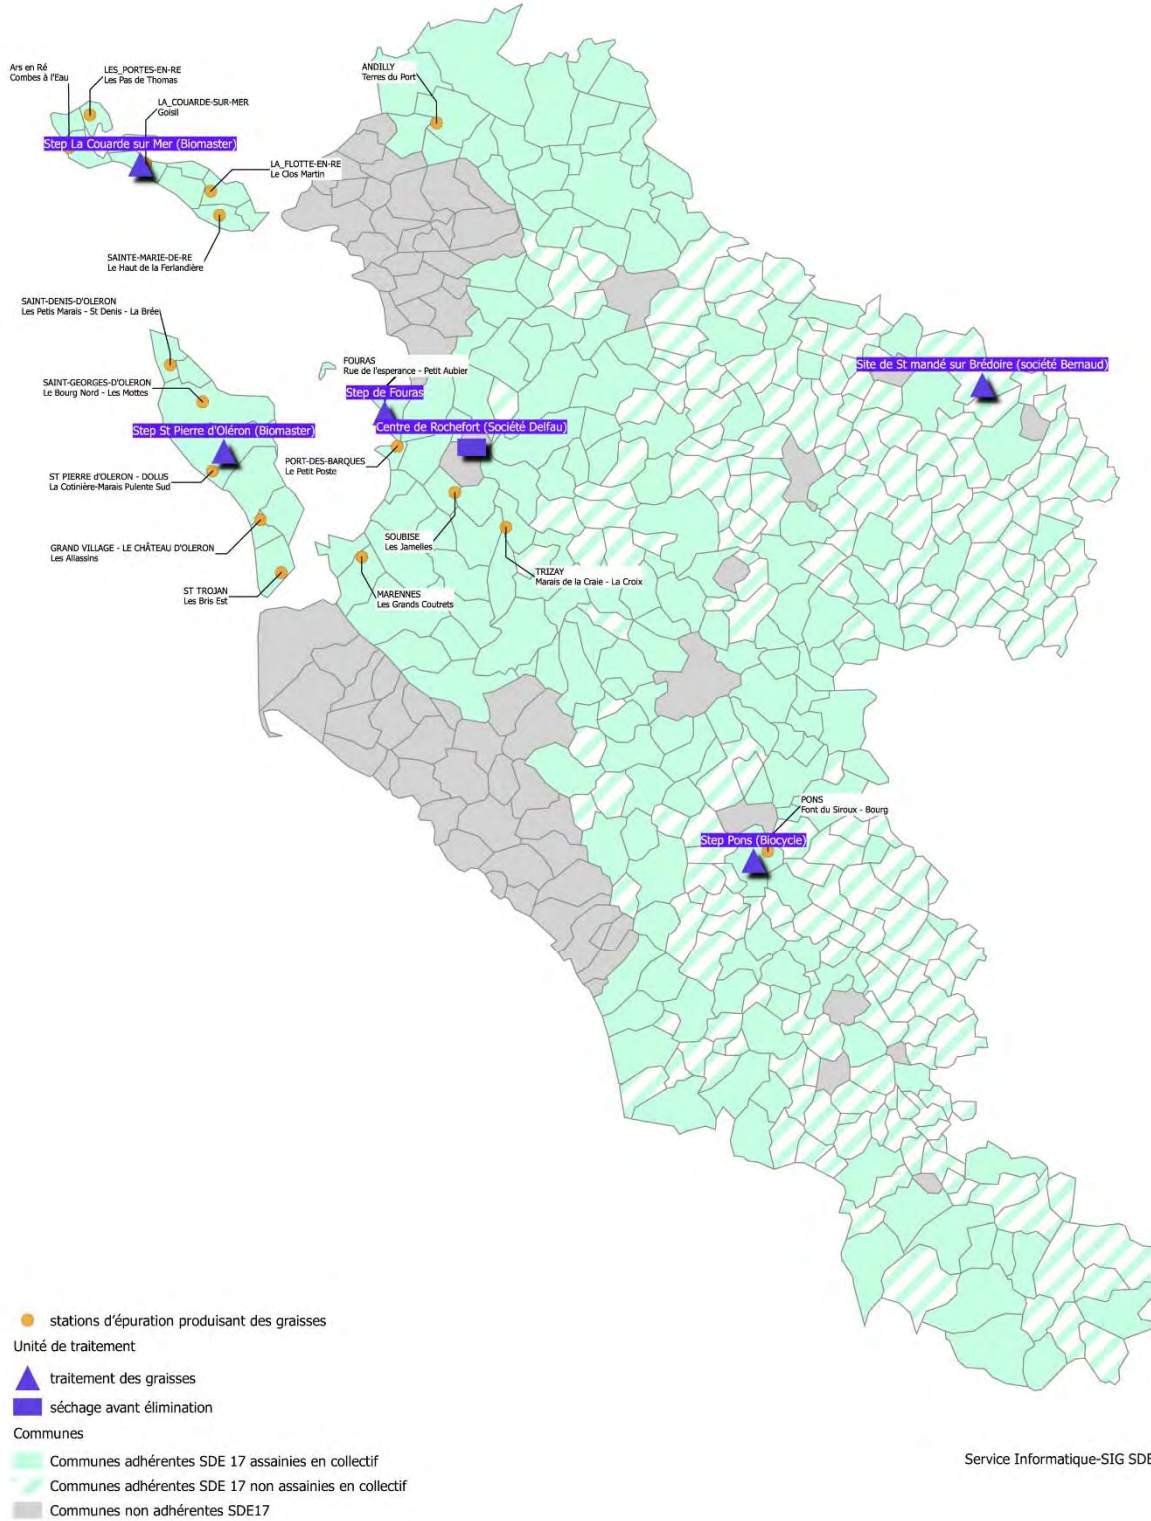 Ars en Ré
Combes à l'Eau
LES_PORTES-EN-RE
Les Pas de Thomas
LA_COUARDE-SUR-MER
Goisil
ANDILLY
Terres du Port
Step La Couarde sur Mer (Biomaster)
LA_FLOTTE-EN-RE
Le Clos Martin
SAINTE-MARIE-DE-RE
Le Haut de la Ferlandière
SAINT-DENIS-D'OLERON
Les Petis Marais - St Denis - La Brée
FOURAS
Rue de l'esperance - Petit Aubier
Site de St mandé sur Brédoire (société Bernaud)
SAINT-GEORGES-D'OLERON
Le Bourg Nord - Les Mottes
Step de Fouras
Step St Pierre d'Oléron (Biomaster)
Centre de Rochefort (Société Delfau)
PORT-DES-BARQUES
Le Petit Poste
ST PIERRE d'OLERON - DOLUS
La Cotinière-Marais Pulente Sud
SOUBISE
Les Jamelles
GRAND VILLAGE - LE CHÂTEAU D'OLERON
Les Allassins
TRIZAY
Marais de la Craie - La Croix
ST TROJAN
Les Bris Est
MARENNES
Les Grands Coutrets
PONS
Font du Siroux - Bourg
Step Pons (Biocycle)
stations d'épuration produisant des graisses
Unité de traitement
traitement des graisses
séchage avant élimination
Communes
Communes adhérentes SDE 17 assainies en collectif
Communes adhérentes SDE 17 non assainies en collectif
Communes non adhérentes SDE17
Service Informatique-SIG SDE